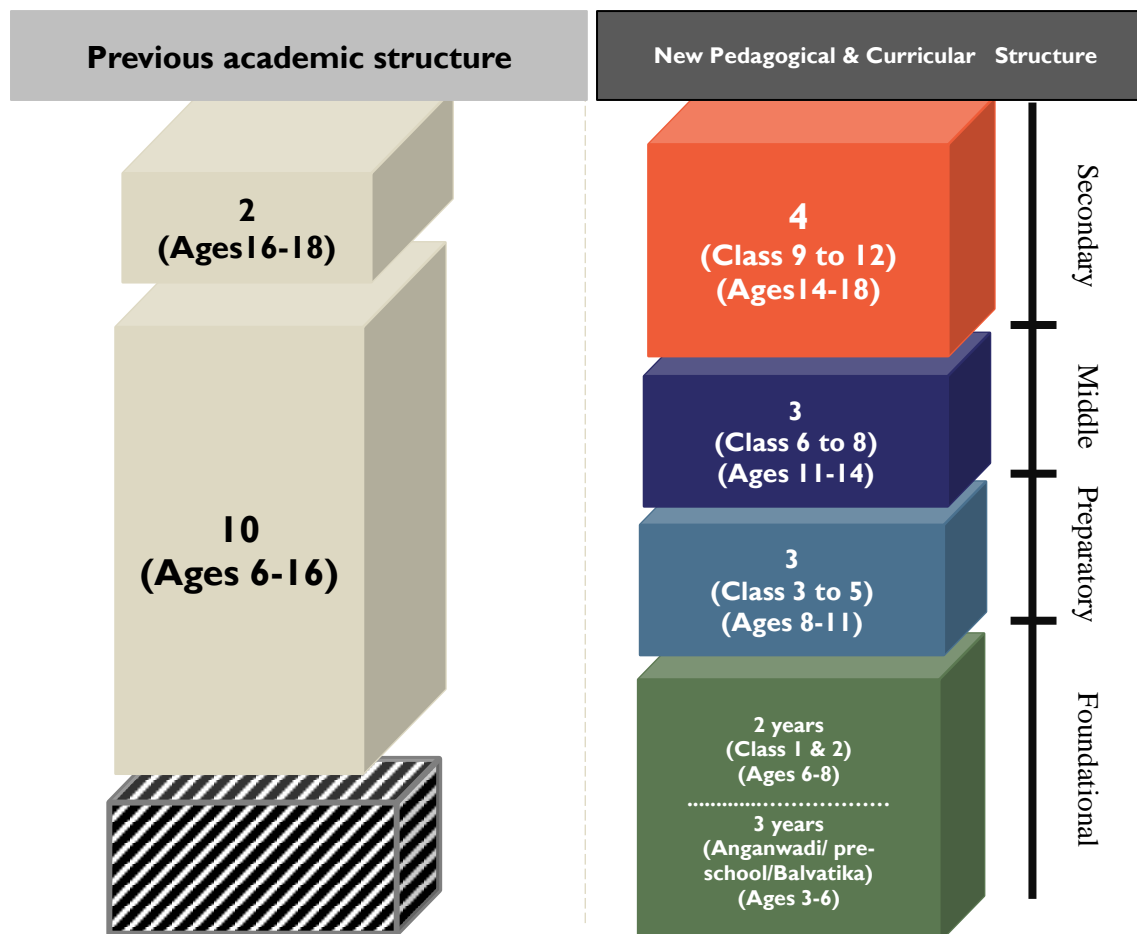 Previous academic structure
2
(Ages16-18)
10
(Ages 6-16)
New Pedagogical & Curricular Structure
4
(Class 9 to 12)
(Ages14-18)
3
(Class 6 to 8)
(Ages 11-14)
3
(Class 3 to 5)
(Ages 8-11)
2 years
(Class 1 & 2)
(Ages 6-8)
................................
3 years
(Anganwadi/ pre-
school/Balvatika)
(Ages 3-6)
Secondary
Middle
Preparatory
Foundational